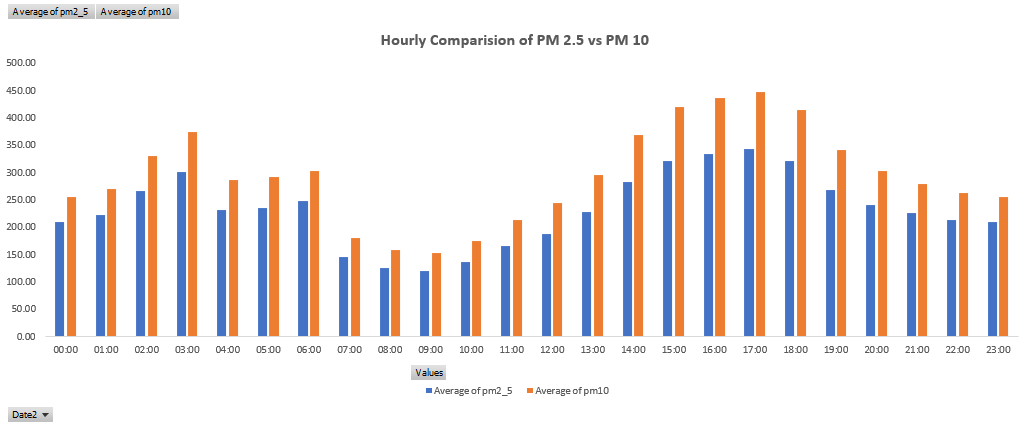 Average of pm2_5 Average of pm10
Hourly Comparision of PM 2.5 vs PM 10
500.00
450.00
400.00
350.00
300.00
250.00
200.00
150.00
100.00
50.00
0.00
00:00 01:00 02:00 03:00 04:00 05:00 06:00 07:00 08:00 09:00 10:00 11:00 12:00 13:00 14:00 15:00 16:00 17:00 18:00 19:00 20:00 21:00 22:00 23:00
Values
Average of pm2_5 Average of pm10
Date2